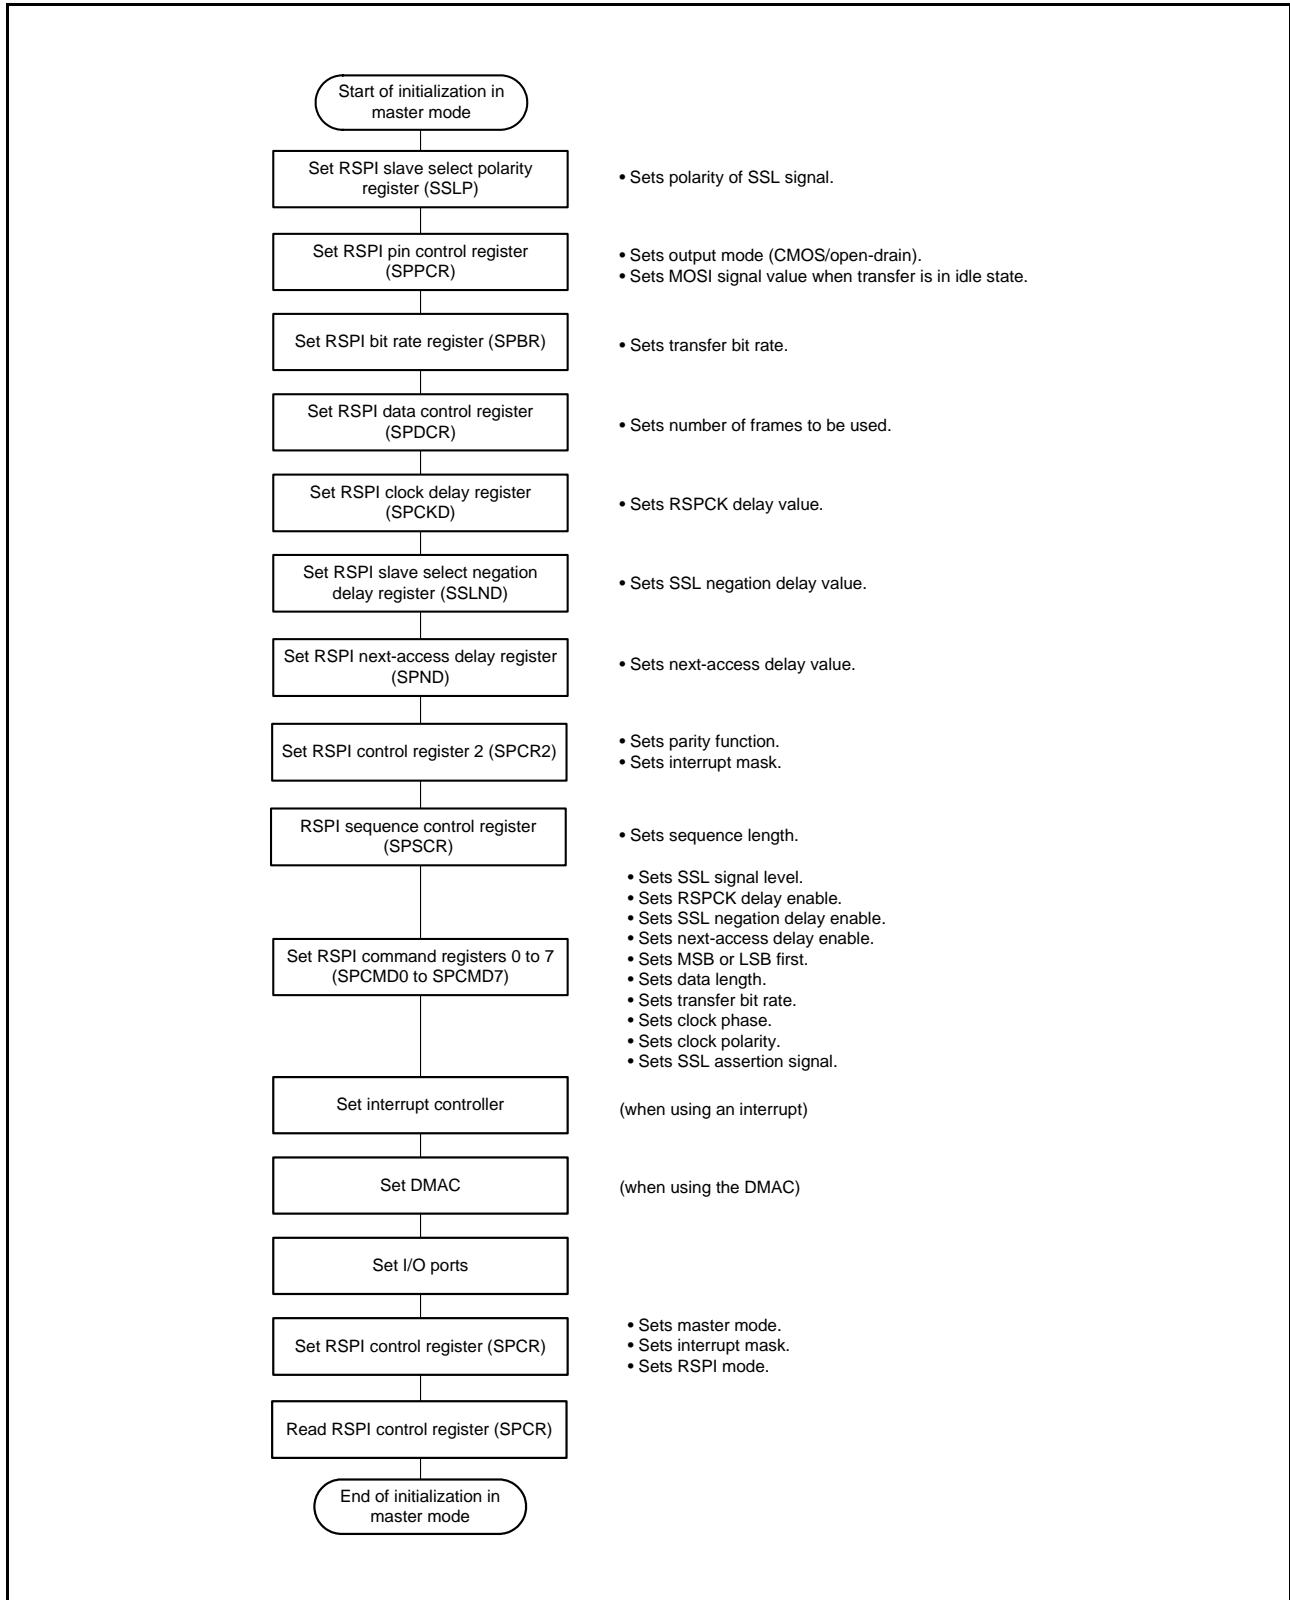 Start of initialization in
master mode
Set RSPI slave select polarity
register (SSLP)
• Sets polarity of SSL signal.
Set RSPI pin control register
(SPPCR)
• Sets output mode (CMOS/open-drain).
• Sets MOSI signal value when transfer is in idle state.
Set RSPI bit rate register (SPBR)
• Sets transfer bit rate.
Set RSPI data control register
(SPDCR)
• Sets number of frames to be used.
Set RSPI clock delay register
(SPCKD)
• Sets RSPCK delay value.
Set RSPI slave select negation
delay register (SSLND)
• Sets SSL negation delay value.
Set RSPI next-access delay register
(SPND)
• Sets next-access delay value.
Set RSPI control register 2 (SPCR2)
• Sets parity function.
• Sets interrupt mask.
RSPI sequence control register
(SPSCR)
• Sets sequence length.
Set RSPI command registers 0 to 7
(SPCMD0 to SPCMD7)
• Sets SSL signal level.
• Sets RSPCK delay enable.
• Sets SSL negation delay enable.
• Sets next-access delay enable.
• Sets MSB or LSB first.
• Sets data length.
• Sets transfer bit rate.
• Sets clock phase.
• Sets clock polarity.
• Sets SSL assertion signal.
Set interrupt controller
(when using an interrupt)
Set DMAC
(when using the DMAC)
Set I/O ports
Set RSPI control register (SPCR)
• Sets master mode.
• Sets interrupt mask.
• Sets RSPI mode.
Read RSPI control register (SPCR)
End of initialization in
master mode